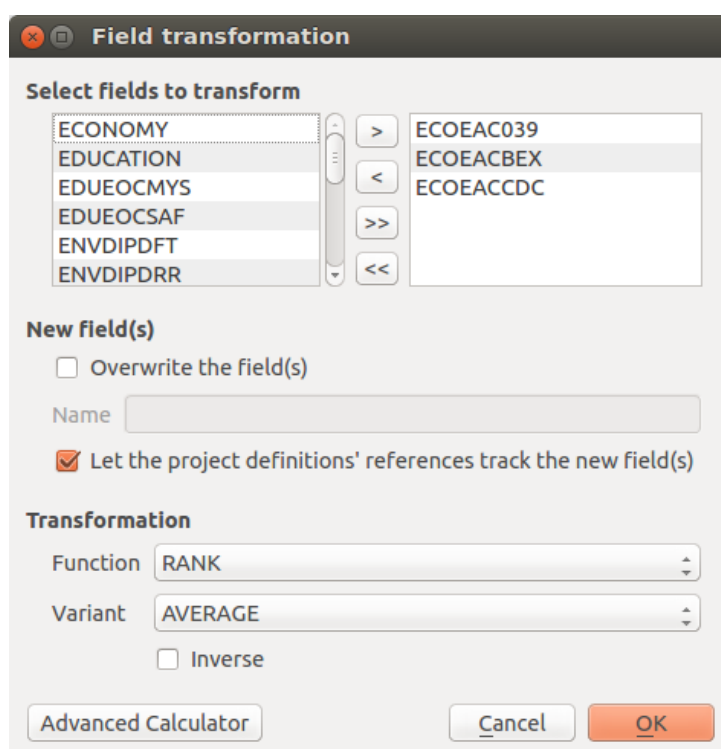 Field transformation
Select fields to transform
ECONOMY
EDUCATION
EDUEOCMYS
EDUEOCSAF
ENVDIPDFT
ENVDIPDRR
>
<
>>
<<
ECOEAC039
ECOEACBEX
ECOEACCDC
New field(s)
Overwrite the field(s)
Name
Let the project definitions' references track the new field(s)
Transformation
Function RANK
Variant AVERAGE
Inverse
Advanced Calculator Cancel OK